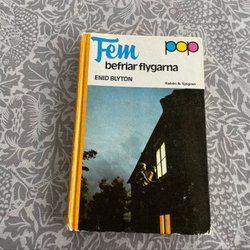 Fem
pop
befriar flygarna
ENID BLYTON
Rabén & Sjögren